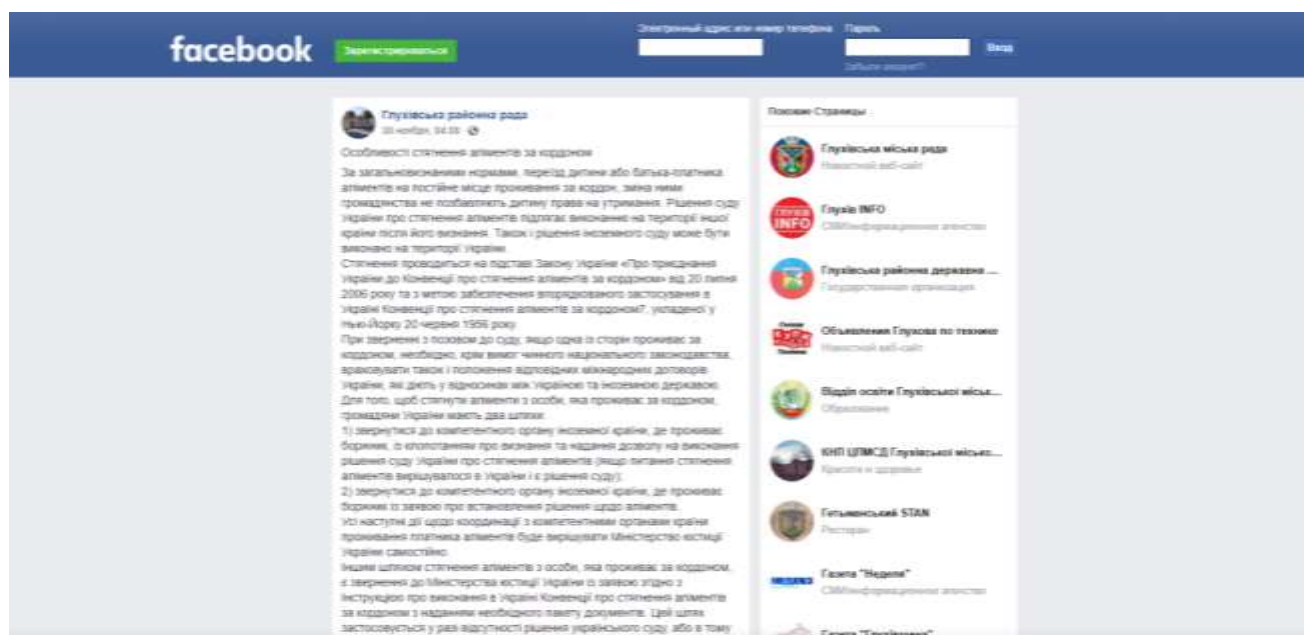 facebook
Зарегистрироваться
Электронный адрес или номер телефона
Пароль
Вход
Забыли аккаунт?
Глухівська районна рада
30 ноября, 04:38
Особливості стягнення аліментів за кордоном
За загальновизнаними нормами, переїзд дитини або батька-платника
аліментів на постійне місце проживання за кордон, зміна ними
громадянства не позбавляють дитину права на утримання. Рішення суду
України про стягнення аліментів підлягає виконанню на території іншої
країни після його визнання. Також і рішення іноземного суду може бути
виконано на території України.
Стягнення проводиться на підставі Закону України «Про приєднання
України до Конвенції про стягнення аліментів за кордоном» від 20 липня
2006 року та з метою забезпечення впорядкованого застосування в
Україні Конвенції про стягнення аліментів за кордоном7, укладеної у
Нью-Йорку 20 червня 1956 року.
При зверненні з позовом до суду, якщо одна із сторін проживає за
кордоном, необхідно, крім вимог чинного національного законодавства,
враховувати також і положення відповідних міжнародних договорів
України, які діють у відносинах між Україною та іноземною державою.
Для того, щоб стягнути аліменти з особи, яка проживає за кордоном,
громадяни України мають два шляхи:
1) звернутися до компетентного органу іноземної країни, де проживає
боржник, із клопотанням про визнання та надання дозволу на виконання
рішення суду України про стягнення аліментів (якщо питання стягнення
аліментів вирішувалося в Україні і є рішення суду);
2) звернутися до компетентного органу іноземної країни, де проживає
боржник із заявою про встановлення рішення щодо аліментів.
Усі наступні дії щодо координації з компетентними органами країни
проживання платника аліментів буде вирішувати Міністерство юстиції
України самостійно.
Іншим шляхом стягнення аліментів з особи, яка проживає за кордоном,
є звернення до Міністерства юстиції України із заявою згідно з
Інструкцією про виконання в Україні Конвенції про стягнення аліментів
за кордоном з наданням необхідного пакету документів. Цей шлях
застосовується у разі відсутності рішення українського суду, або в тому
Похожие Страницы
Глухівська міська рада
Новостной веб-сайт
Глухів INFO
СМИ/информационное агентство
Глухівська районна державна ...
Государственная организация
Объявления Глухова по технике
Новостной веб-сайт
Відділ освіти Глухівської міськ...
Образование
КНП ЦПМСД Глухівської місько...
Красота и здоровье
Гетьманський STAN
Ресторан
Газета "Неделя"
СМИ/информационное агентство